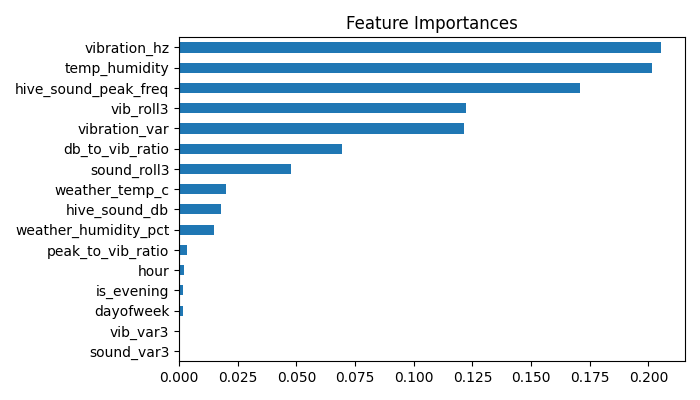 Feature Importances
vibration_hz
temp_humidity
hive_sound_peak_freq
vib_roll3
vibration_var
db_to_vib_ratio
sound_roll3
weather_temp_c
hive_sound_db
weather_humidity_pct
peak_to_vib_ratio
hour
is_evening
dayofweek
vib_var3
sound_var3
0.000 0.025 0.050 0.075 0.100 0.125 0.150 0.175 0.200